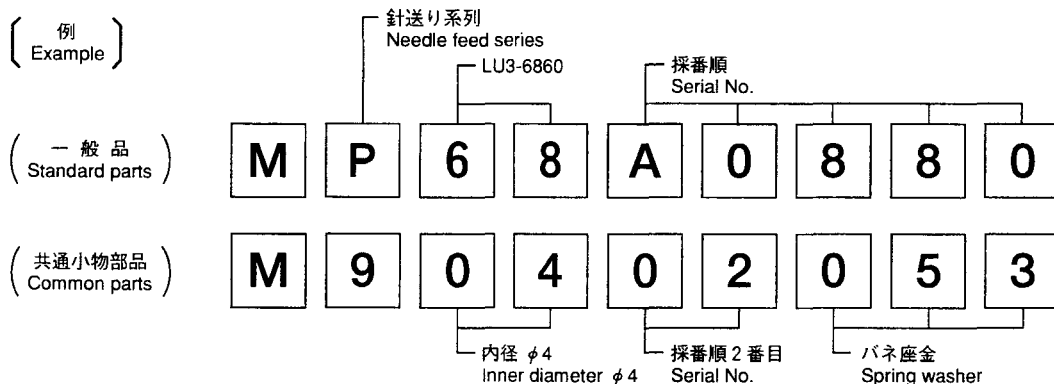 例
Example
針送り系列
Needle feed series
LU3-6860
採番順
Serial No.
一般品
Standard parts
M P 6 8 A 0 8 8 0
共通小物部品
Common parts
M 9 0 4 0 2 0 5 3
内径 φ4
Inner diameter φ4
採番順2番目
Serial No.
バネ座金
Spring washer